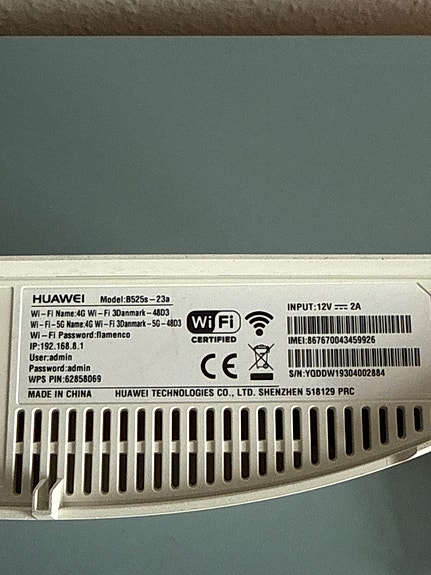 HUAWEI Model:B525s-23a
Wi-Fi Name:4G Wi-Fi 3Danmark-48D3
Wi-Fi-5G Name:4G Wi-Fi 3Danmark-5G-48D3
Wi-Fi Password:flamenco
IP:192.168.8.1
User:admin
Password:admin
WPS PIN:62858069
Wi Fi
CERTIFIED
CE
INPUT:12V 2A
IMEI:867670043459926
S/N:YQDDW19304002884
MADE IN CHINA HUAWEI TECHNOLOGIES CO., LTD. SHENZHEN 518129 PRC